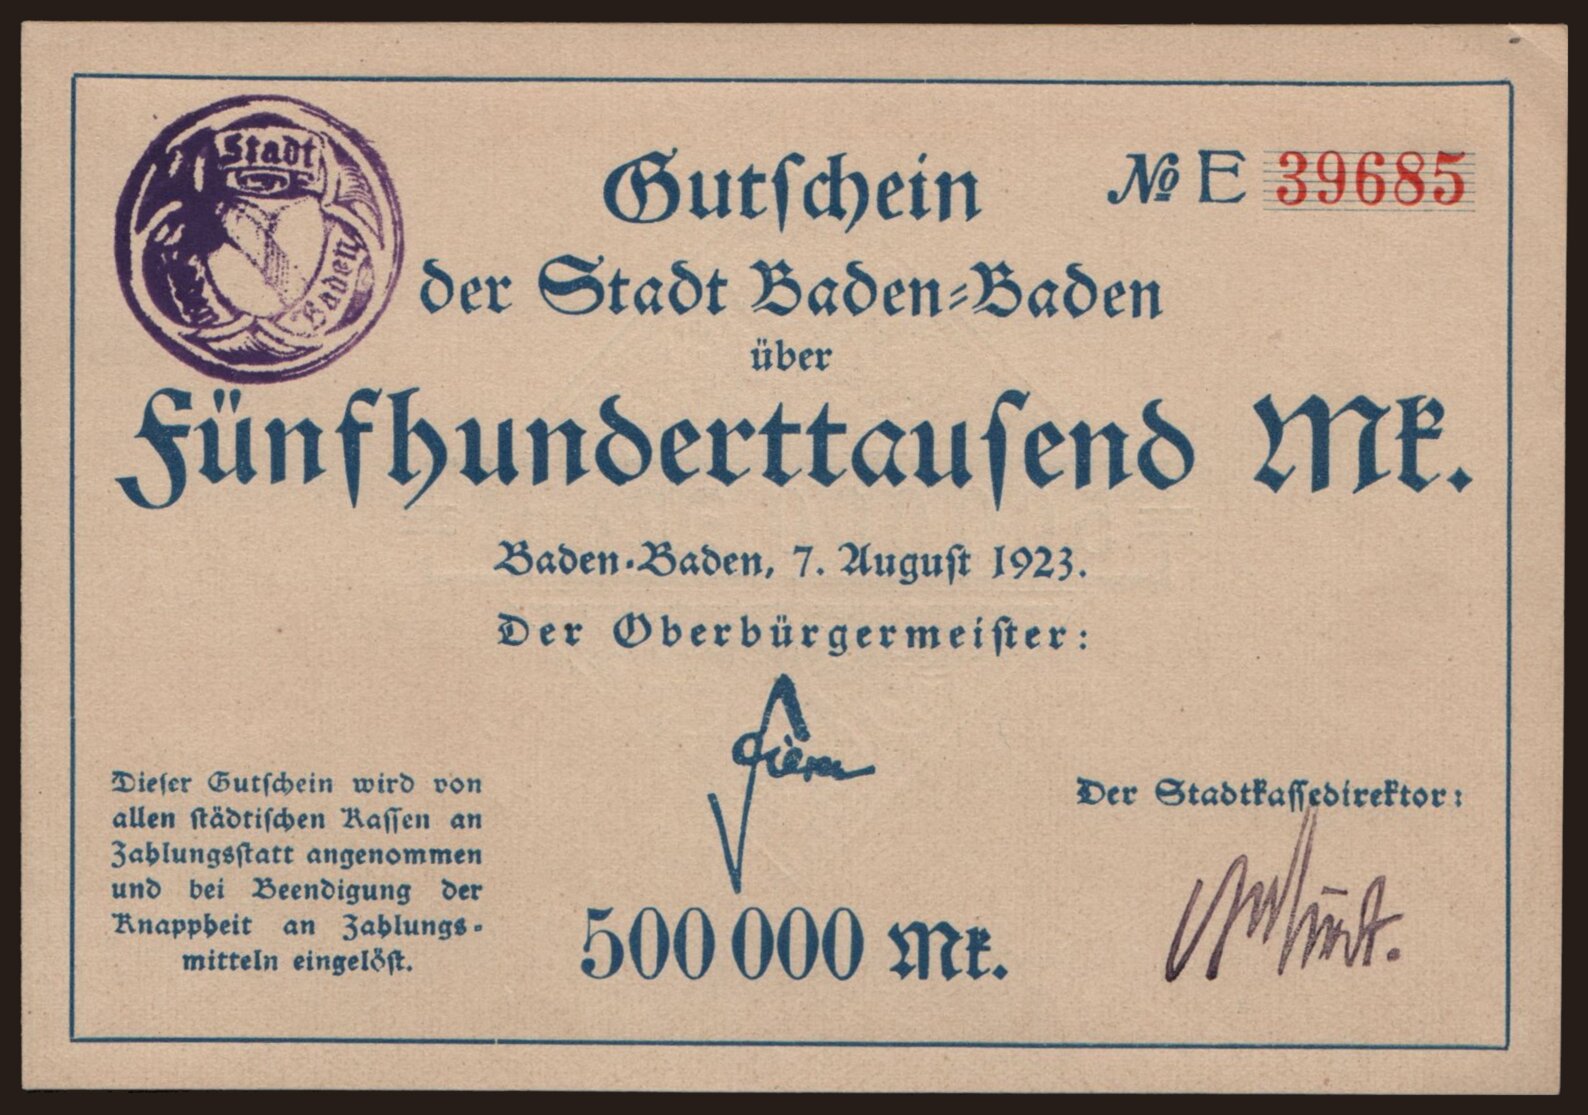 Stadt
Baden
Gutschein
№ E 39685
der Stadt Baden-Baden
über
Fünfhunderttausend Mk.
Baden-Baden, 7. August 1923.
Der Oberbürgermeister:
Dieser Gutschein wird von
allen städtischen Kassen an
Zahlungsstatt angenommen
und bei Beendigung der
Knappheit an Zahlungs-
mitteln eingelöst.
500 000 Mk.
Der Stadtkassedirektor: